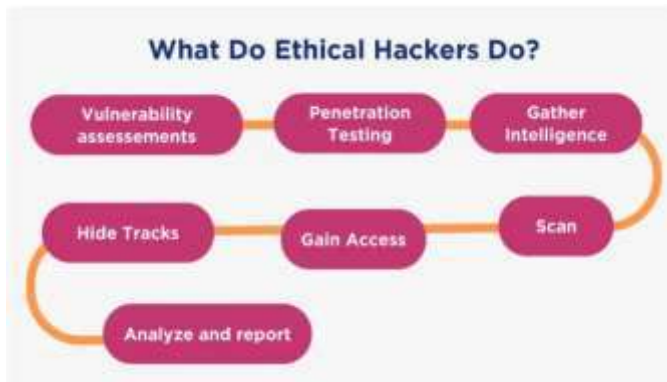 What Do Ethical Hackers Do?
Vulnerability
assessements
Penetration
Testing
Gather
Intelligence
Scan
Gain Access
Hide Tracks
Analyze and report